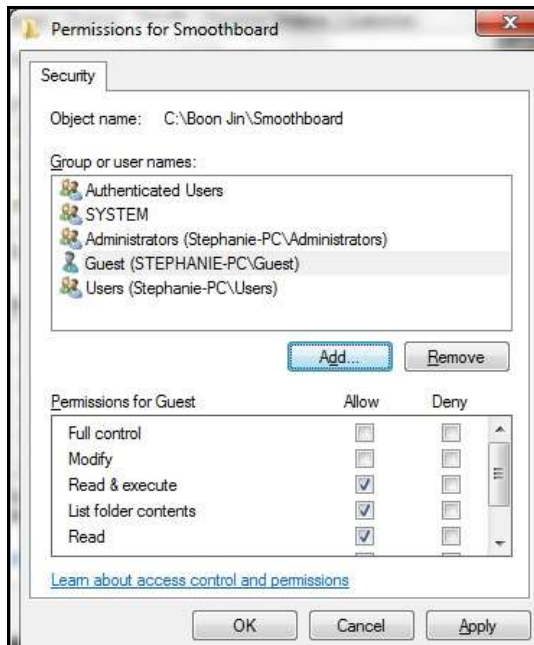 Permissions for Smoothboard
Security
Object name: C:\Boon Jin\Smoothboard
Group or user names:
Authenticated Users
SYSTEM
Administrators (Stephanie-PC\Administrators)
Guest (STEPHANIE-PC\Guest)
Users (Stephanie-PC\Users)
Add... Remove
Permissions for Guest Allow Deny
Full control
Modify
Read & execute
List folder contents
Read
Learn about access control and permissions
OK Cancel Apply